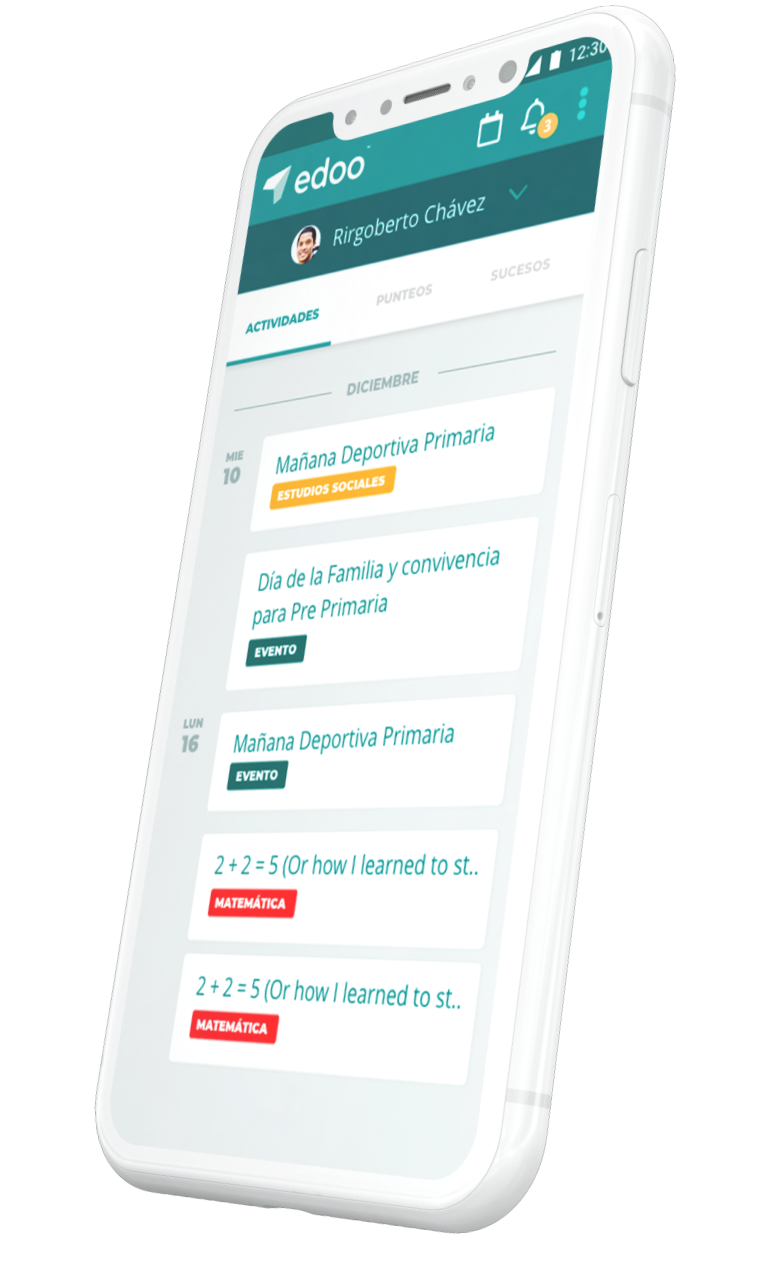 12:30
3
edoo
Rirgoberto Chávez
ACTIVIDADES
PUNTEOS
SUCESOS
DICIEMBRE
MIE
10
Mañana Deportiva Primaria
ESTUDIOS SOCIALES
Día de la Familia y convivencia
para Pre Primaria
EVENTO
LUN
16
Mañana Deportiva Primaria
EVENTO
2 + 2 = 5 (Or how I learned to st..
MATEMÁTICA
2 + 2 = 5 (Or how I learned to st..
MATEMÁTICA